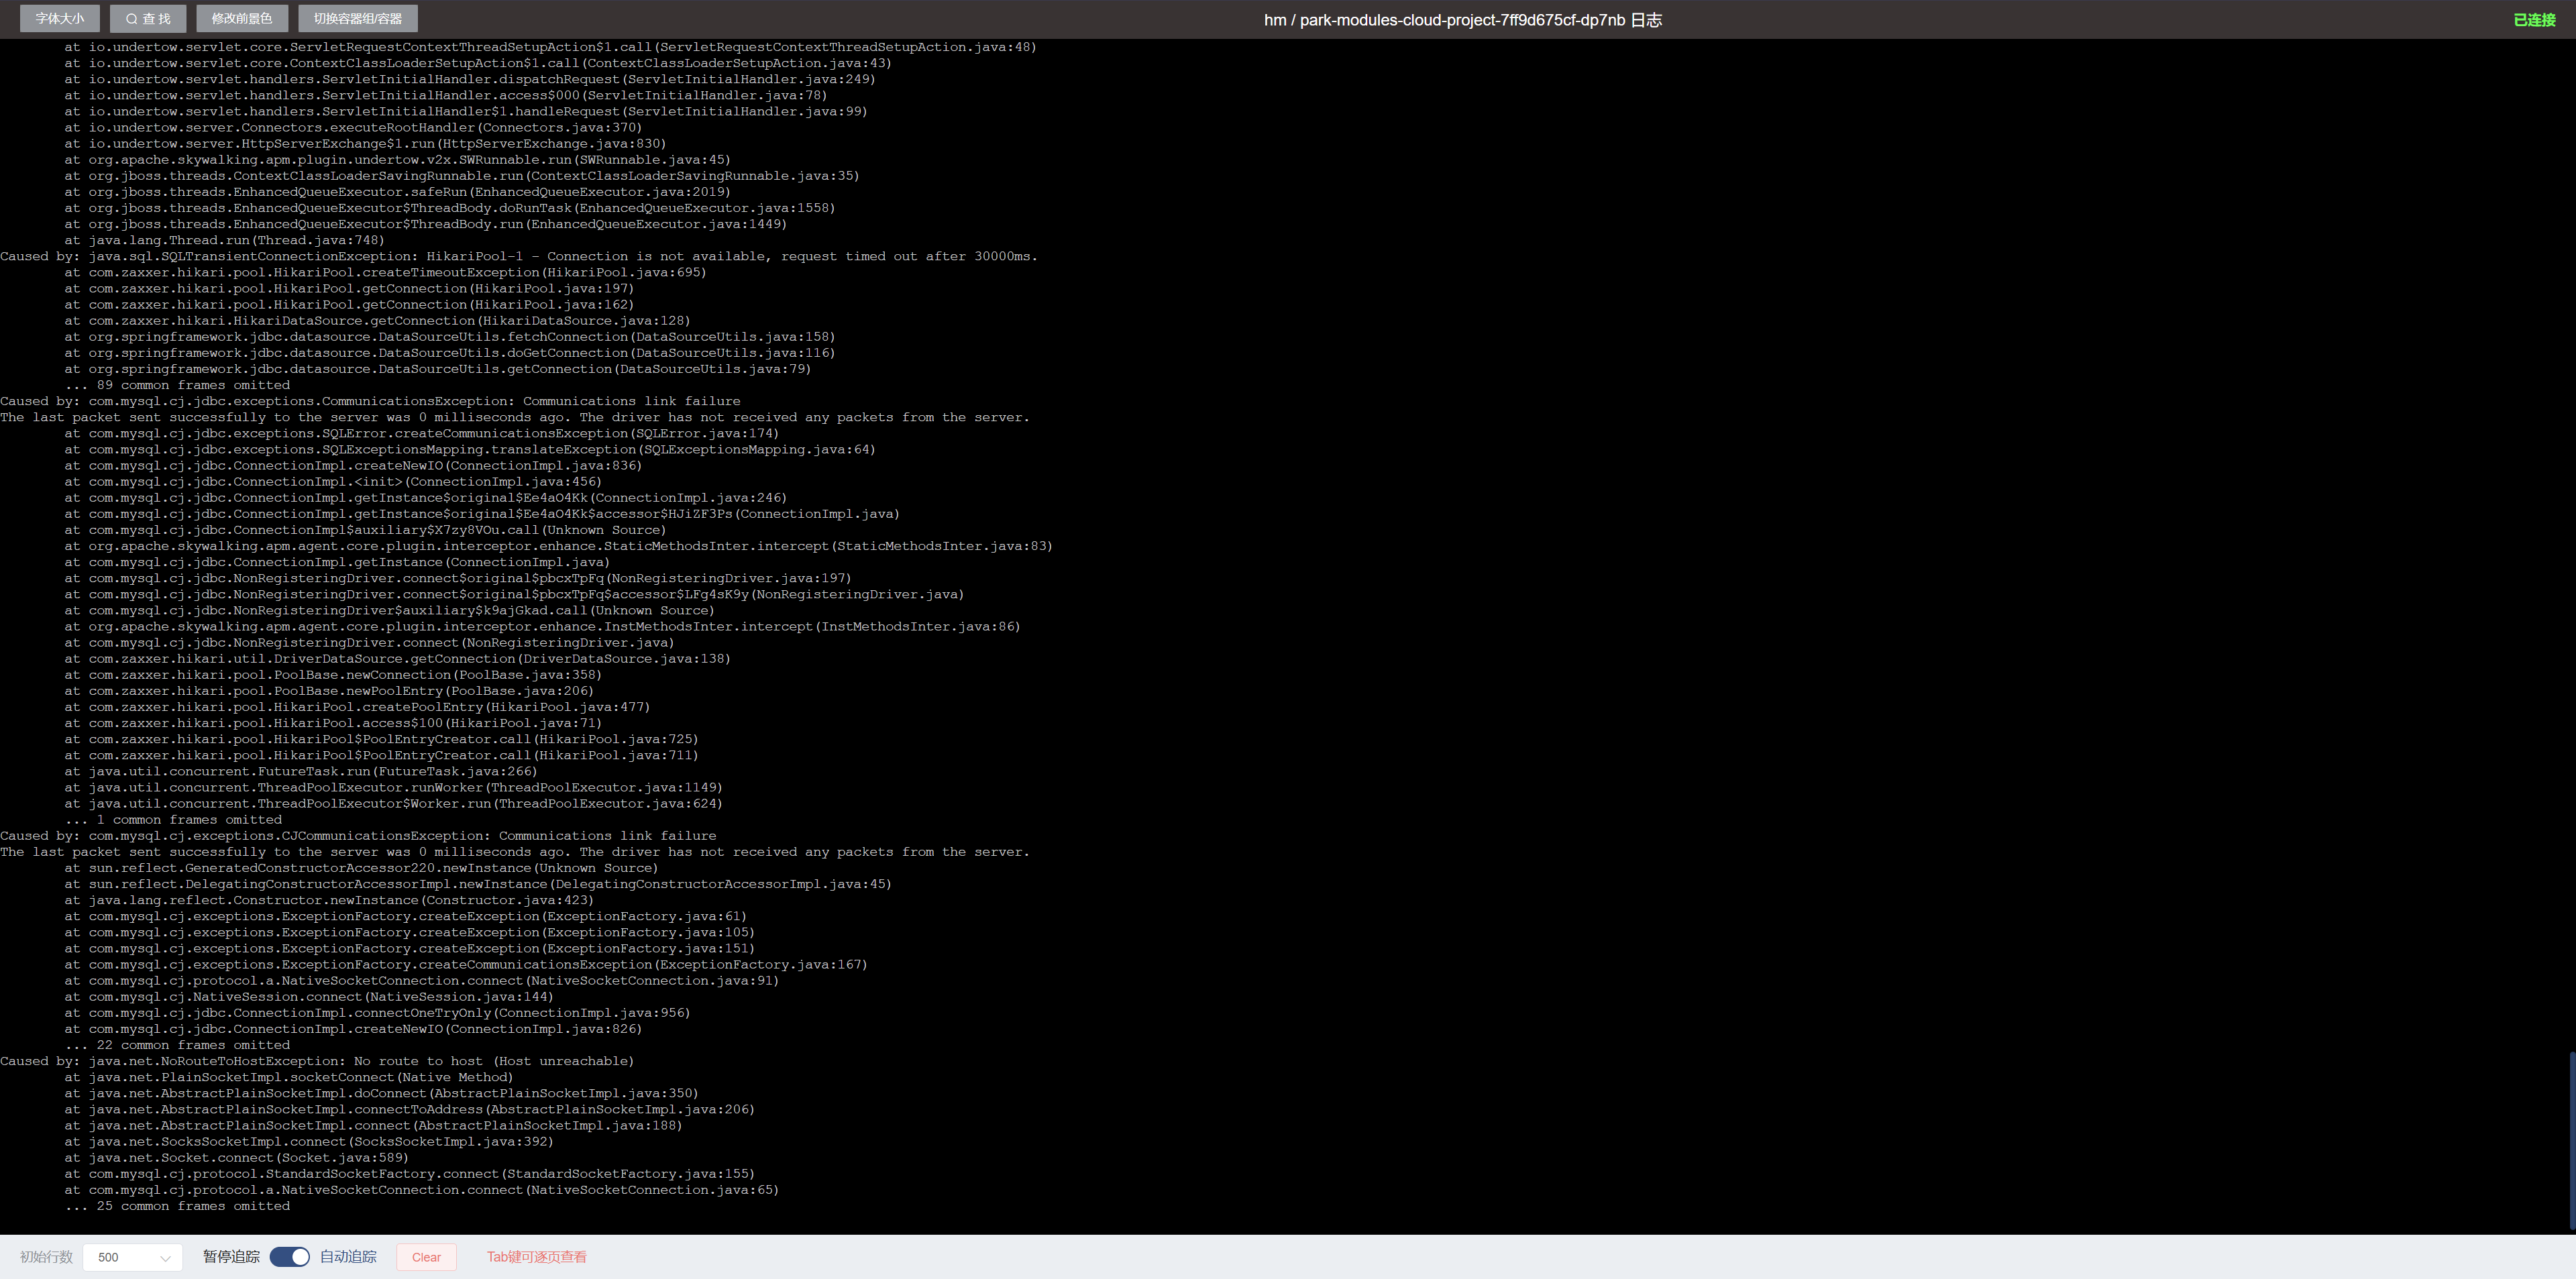 字体大小 查 找 修改前景色 切换容器组/容器 hm / park-modules-cloud-project-7ff9d675cf-dp7nb 日志 已连接
at io.undertow.servlet.core.ServletRequestContextThreadSetupAction$1.call(ServletRequestContextThreadSetupAction.java:48)
at io.undertow.servlet.core.ContextClassLoaderSetupAction$1.call(ContextClassLoaderSetupAction.java:43)
at io.undertow.servlet.handlers.ServletInitialHandler.dispatchRequest(ServletInitialHandler.java:249)
at io.undertow.servlet.handlers.ServletInitialHandler.access$000(ServletInitialHandler.java:78)
at io.undertow.servlet.handlers.ServletInitialHandler$1.handleRequest(ServletInitialHandler.java:99)
at io.undertow.server.Connectors.executeRootHandler(Connectors.java:370)
at io.undertow.server.HttpServerExchange$1.run(HttpServerExchange.java:830)
at org.apache.skywalking.apm.plugin.undertow.v2x.SWRunnable.run(SWRunnable.java:45)
at org.jboss.threads.ContextClassLoaderSavingRunnable.run(ContextClassLoaderSavingRunnable.java:35)
at org.jboss.threads.EnhancedQueueExecutor.safeRun(EnhancedQueueExecutor.java:2019)
at org.jboss.threads.EnhancedQueueExecutor$ThreadBody.doRunTask(EnhancedQueueExecutor.java:1558)
at org.jboss.threads.EnhancedQueueExecutor$ThreadBody.run(EnhancedQueueExecutor.java:1449)
at java.lang.Thread.run(Thread.java:748)
Caused by: java.sql.SQLTransientConnectionException: HikariPool-1 - Connection is not available, request timed out after 30000ms.
at com.zaxxer.hikari.pool.HikariPool.createTimeoutException(HikariPool.java:695)
at com.zaxxer.hikari.pool.HikariPool.getConnection(HikariPool.java:197)
at com.zaxxer.hikari.pool.HikariPool.getConnection(HikariPool.java:162)
at com.zaxxer.hikari.HikariDataSource.getConnection(HikariDataSource.java:128)
at org.springframework.jdbc.datasource.DataSourceUtils.fetchConnection(DataSourceUtils.java:158)
at org.springframework.jdbc.datasource.DataSourceUtils.doGetConnection(DataSourceUtils.java:116)
at org.springframework.jdbc.datasource.DataSourceUtils.getConnection(DataSourceUtils.java:79)
... 89 common frames omitted
Caused by: com.mysql.cj.jdbc.exceptions.CommunicationsException: Communications link failure
The last packet sent successfully to the server was 0 milliseconds ago. The driver has not received any packets from the server.
at com.mysql.cj.jdbc.exceptions.SQLError.createCommunicationsException(SQLError.java:174)
at com.mysql.cj.jdbc.exceptions.SQLExceptionsMapping.translateException(SQLExceptionsMapping.java:64)
at com.mysql.cj.jdbc.ConnectionImpl.createNewIO(ConnectionImpl.java:836)
at com.mysql.cj.jdbc.ConnectionImpl.<init>(ConnectionImpl.java:456)
at com.mysql.cj.jdbc.ConnectionImpl.getInstance$original$Ee4aO4Kk(ConnectionImpl.java:246)
at com.mysql.cj.jdbc.ConnectionImpl.getInstance$original$Ee4aO4Kk$accessor$HJiZF3Ps(ConnectionImpl.java)
at com.mysql.cj.jdbc.ConnectionImpl$auxiliary$X7zy8VOu.call(Unknown Source)
at org.apache.skywalking.apm.agent.core.plugin.interceptor.enhance.StaticMethodsInter.intercept(StaticMethodsInter.java:83)
at com.mysql.cj.jdbc.ConnectionImpl.getInstance(ConnectionImpl.java)
at com.mysql.cj.jdbc.NonRegisteringDriver.connect$original$pbcxTpFq(NonRegisteringDriver.java:197)
at com.mysql.cj.jdbc.NonRegisteringDriver.connect$original$pbcxTpFq$accessor$LFg4sK9y(NonRegisteringDriver.java)
at com.mysql.cj.jdbc.NonRegisteringDriver$auxiliary$k9ajGkad.call(Unknown Source)
at org.apache.skywalking.apm.agent.core.plugin.interceptor.enhance.InstMethodsInter.intercept(InstMethodsInter.java:86)
at com.mysql.cj.jdbc.NonRegisteringDriver.connect(NonRegisteringDriver.java)
at com.zaxxer.hikari.util.DriverDataSource.getConnection(DriverDataSource.java:138)
at com.zaxxer.hikari.pool.PoolBase.newConnection(PoolBase.java:358)
at com.zaxxer.hikari.pool.PoolBase.newPoolEntry(PoolBase.java:206)
at com.zaxxer.hikari.pool.HikariPool.createPoolEntry(HikariPool.java:477)
at com.zaxxer.hikari.pool.HikariPool.access$100(HikariPool.java:71)
at com.zaxxer.hikari.pool.HikariPool$PoolEntryCreator.call(HikariPool.java:725)
at com.zaxxer.hikari.pool.HikariPool$PoolEntryCreator.call(HikariPool.java:711)
at java.util.concurrent.FutureTask.run(FutureTask.java:266)
at java.util.concurrent.ThreadPoolExecutor.runWorker(ThreadPoolExecutor.java:1149)
at java.util.concurrent.ThreadPoolExecutor$Worker.run(ThreadPoolExecutor.java:624)
... 1 common frames omitted
Caused by: com.mysql.cj.exceptions.CJCommunicationsException: Communications link failure
The last packet sent successfully to the server was 0 milliseconds ago. The driver has not received any packets from the server.
at sun.reflect.GeneratedConstructorAccessor220.newInstance(Unknown Source)
at sun.reflect.DelegatingConstructorAccessorImpl.newInstance(DelegatingConstructorAccessorImpl.java:45)
at java.lang.reflect.Constructor.newInstance(Constructor.java:423)
at com.mysql.cj.exceptions.ExceptionFactory.createException(ExceptionFactory.java:61)
at com.mysql.cj.exceptions.ExceptionFactory.createException(ExceptionFactory.java:105)
at com.mysql.cj.exceptions.ExceptionFactory.createException(ExceptionFactory.java:151)
at com.mysql.cj.exceptions.ExceptionFactory.createCommunicationsException(ExceptionFactory.java:167)
at com.mysql.cj.protocol.a.NativeSocketConnection.connect(NativeSocketConnection.java:91)
at com.mysql.cj.NativeSession.connect(NativeSession.java:144)
at com.mysql.cj.jdbc.ConnectionImpl.connectOneTryOnly(ConnectionImpl.java:956)
at com.mysql.cj.jdbc.ConnectionImpl.createNewIO(ConnectionImpl.java:826)
... 22 common frames omitted
Caused by: java.net.NoRouteToHostException: No route to host (Host unreachable)
at java.net.PlainSocketImpl.socketConnect(Native Method)
at java.net.AbstractPlainSocketImpl.doConnect(AbstractPlainSocketImpl.java:350)
at java.net.AbstractPlainSocketImpl.connectToAddress(AbstractPlainSocketImpl.java:206)
at java.net.AbstractPlainSocketImpl.connect(AbstractPlainSocketImpl.java:188)
at java.net.SocksSocketImpl.connect(SocksSocketImpl.java:392)
at java.net.Socket.connect(Socket.java:589)
at com.mysql.cj.protocol.StandardSocketFactory.connect(StandardSocketFactory.java:155)
at com.mysql.cj.protocol.a.NativeSocketConnection.connect(NativeSocketConnection.java:65)
... 25 common frames omitted
初始行数 500 暂停追踪 自动追踪 Clear Tab键可逐页查看